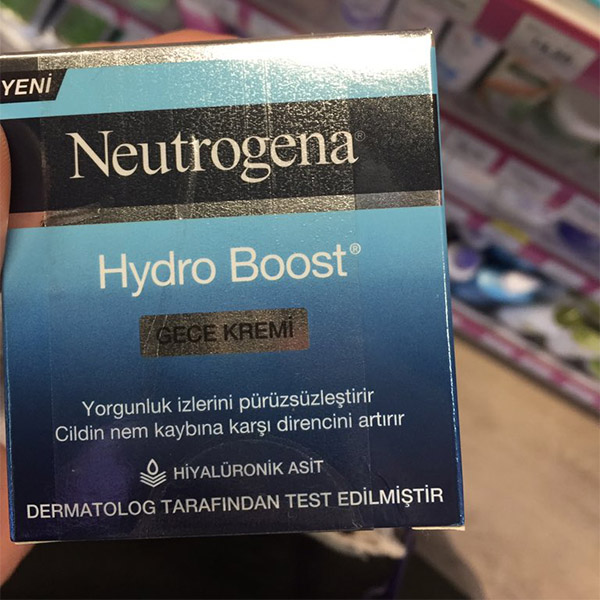 YENİ
Neutrogena®
Hydro Boost®
GECE KREMİ
Yorgunluk izlerini pürüzsüzleştirir
Cildin nem kaybına karşı direncini artırır
HİYALÜRONİK ASİT
DERMATOLOG TARAFINDAN TEST EDİLMİŞTİR